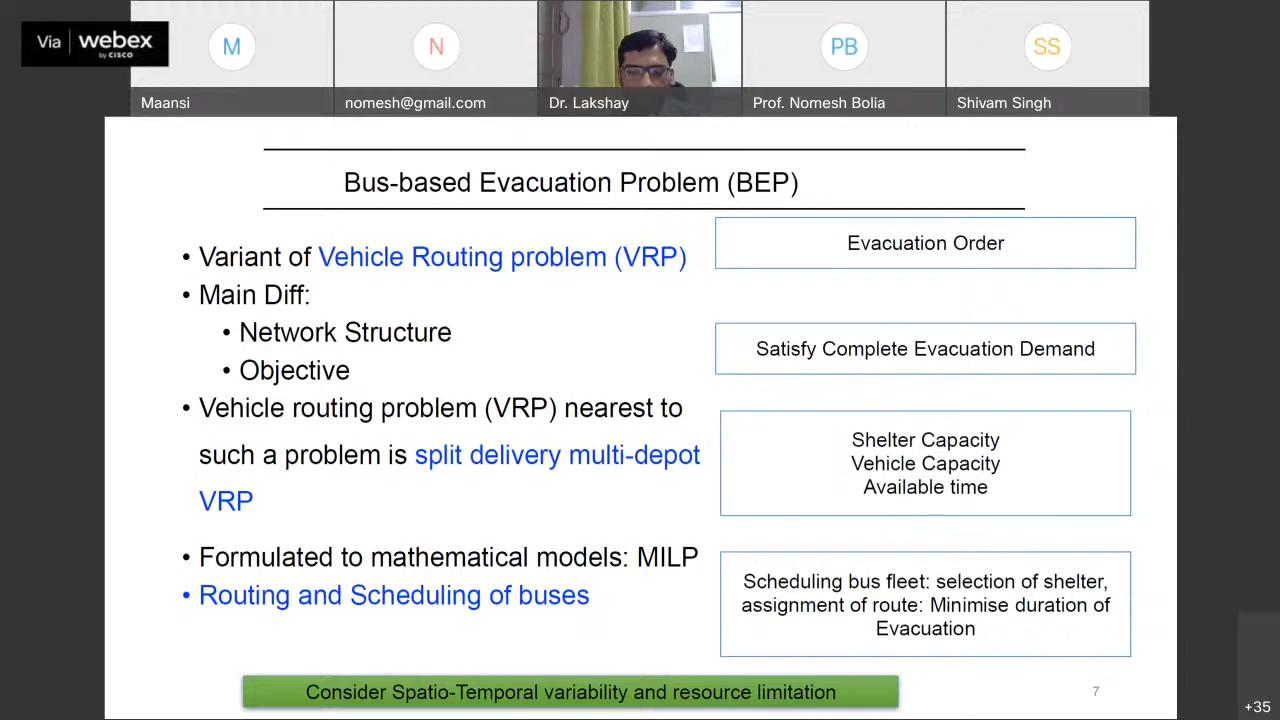 Via webex
by CISCO
M
N
PB
SS
Maansi
nomesh@gmail.com
Dr. Lakshay
Prof. Nomesh Bolia
Shivam Singh
Bus-based Evacuation Problem (BEP)
• Variant of Vehicle Routing problem (VRP)
• Main Diff:
• Network Structure
• Objective
• Vehicle routing problem (VRP) nearest to
such a problem is split delivery multi-depot
VRP
• Formulated to mathematical models: MILP
• Routing and Scheduling of buses
Evacuation Order
Satisfy Complete Evacuation Demand
Shelter Capacity
Vehicle Capacity
Available time
Scheduling bus fleet: selection of shelter,
assignment of route: Minimise duration of
Evacuation
Consider Spatio-Temporal variability and resource limitation
7
+35